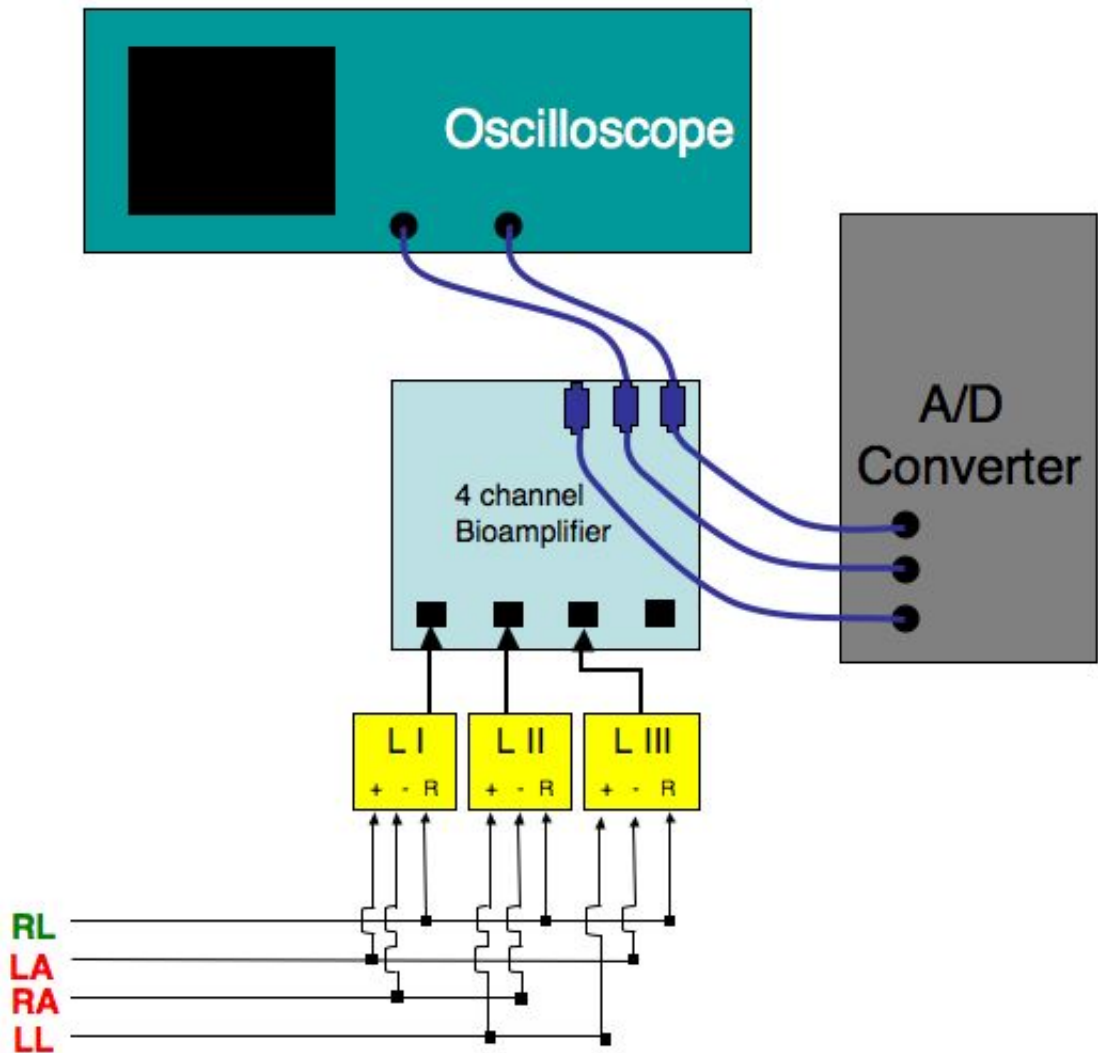 Oscilloscope
A/D
Converter
4 channel
Bioamplifier
L I
L II
L III
+ - R
+ - R
+ - R
RL
LA
RA
LL